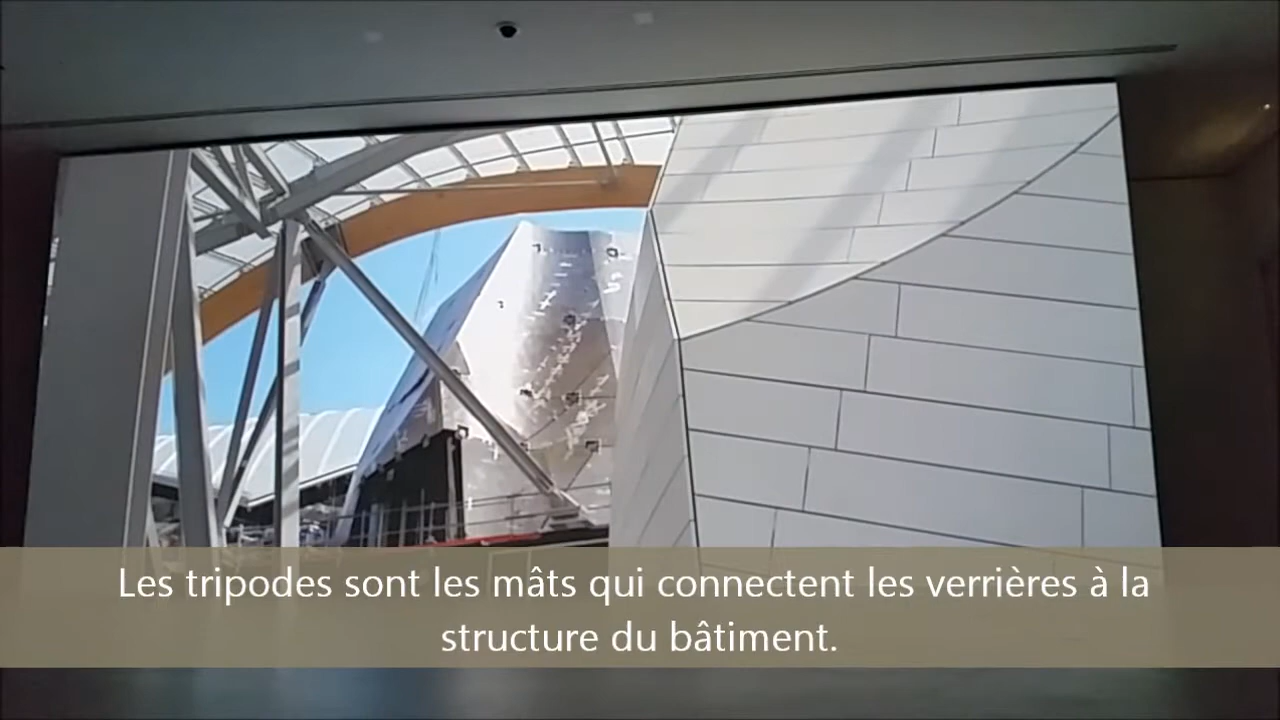 Les tripodes sont les mâts qui connectent les verrières à la
structure du bâtiment.